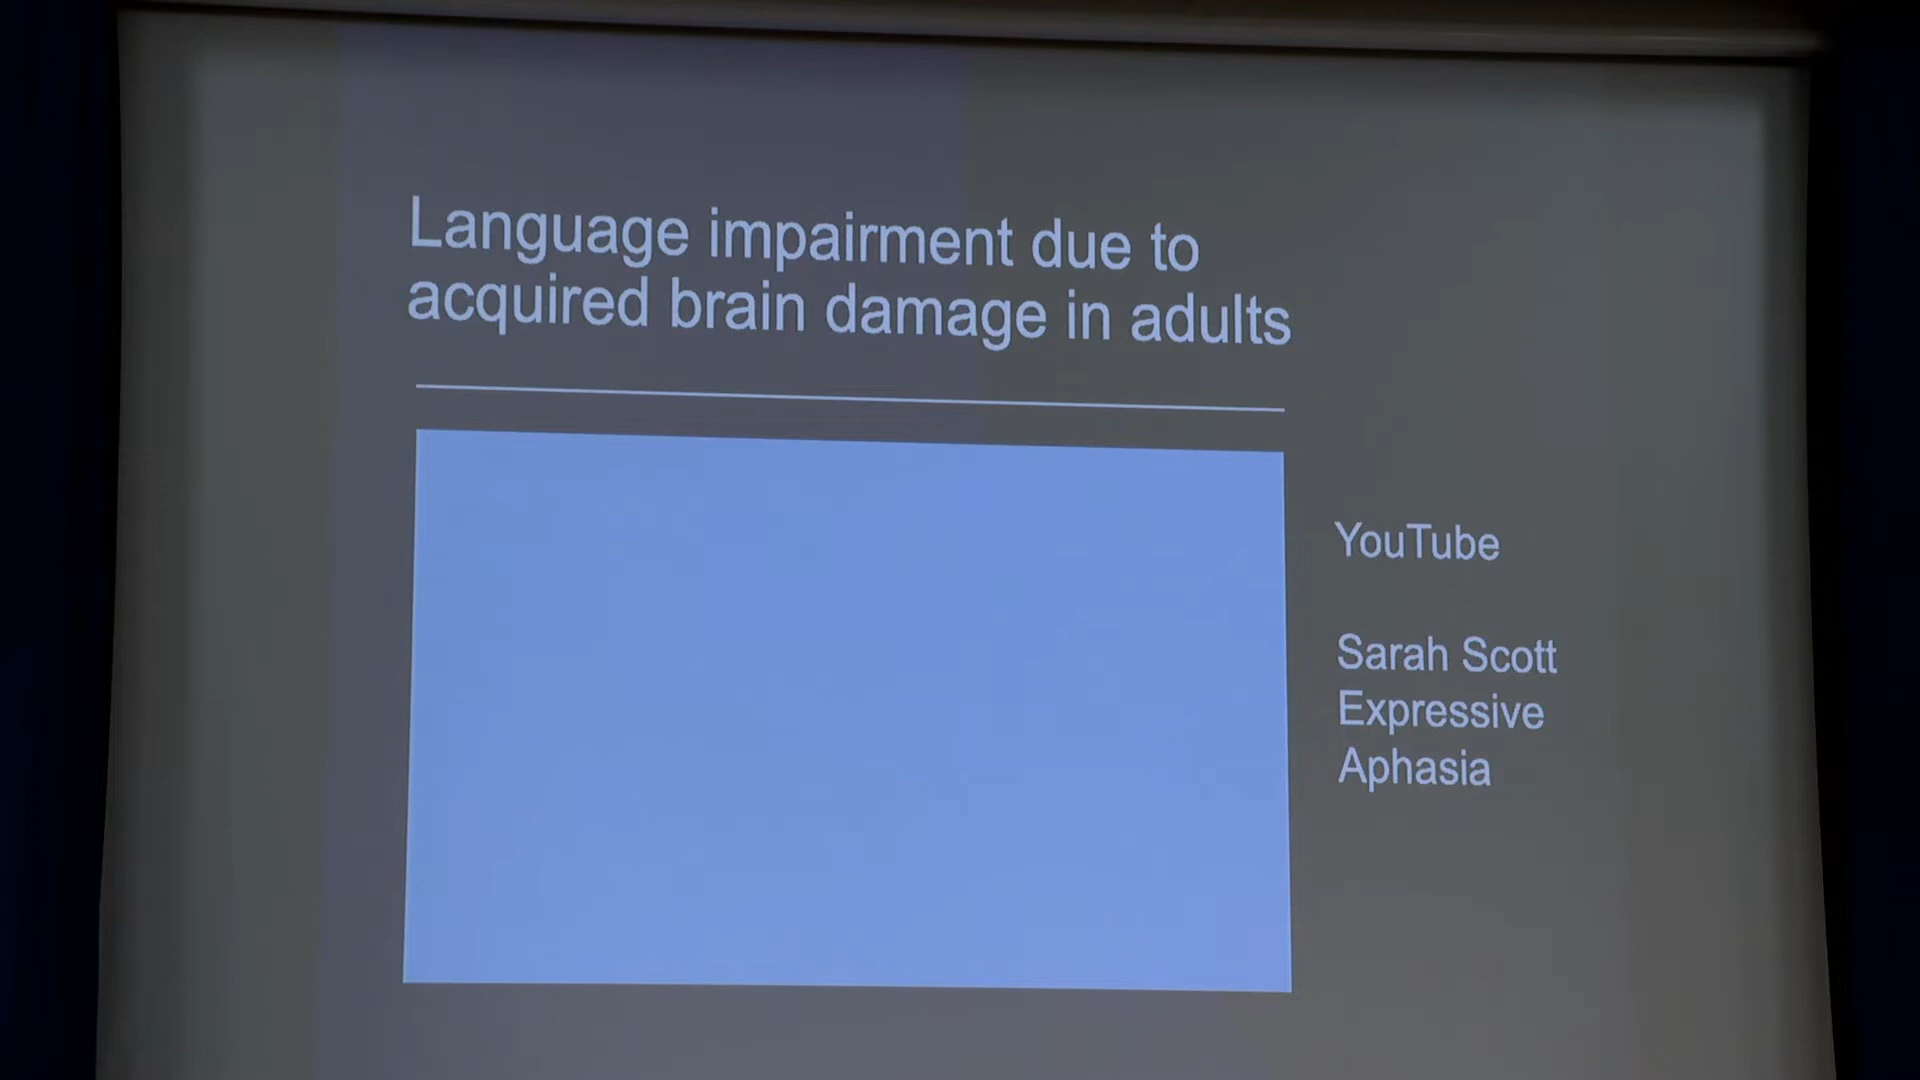 Language impairment due to
acquired brain damage in adults
YouTube
Sarah Scott
Expressive
Aphasia